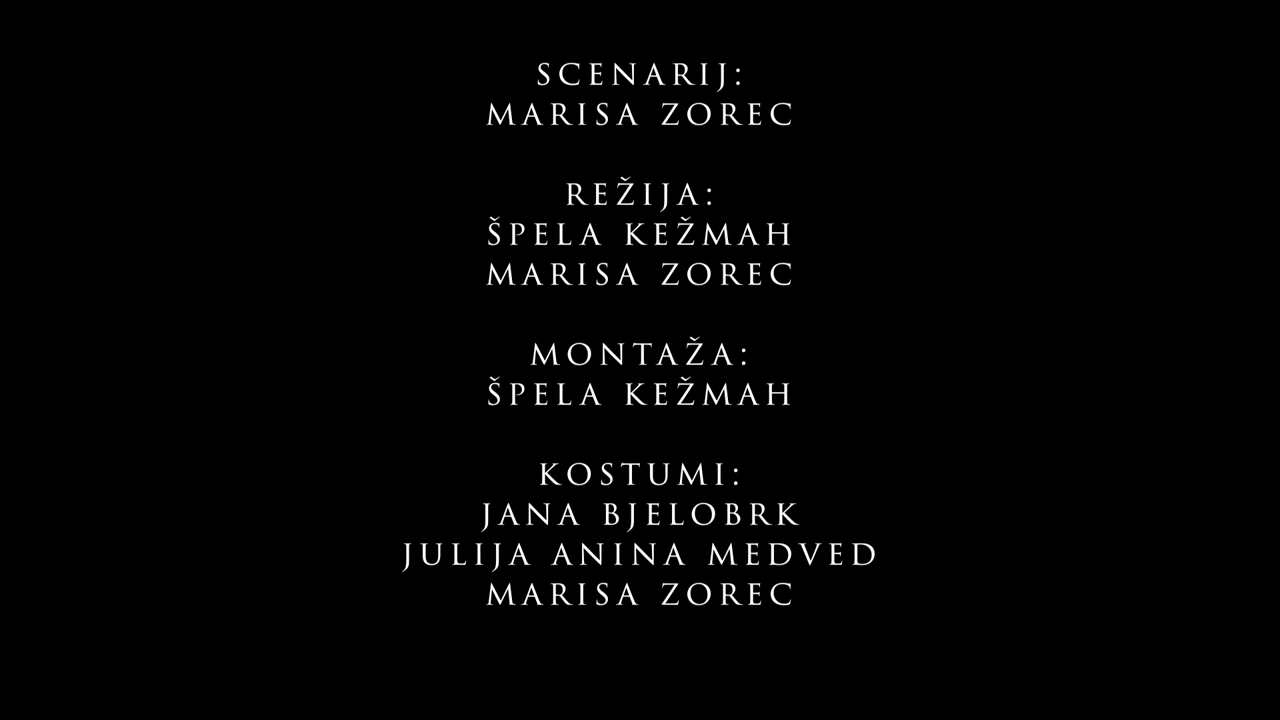 SCENARIJ:
MARISA ZOREC
REŽIJA:
ŠPELA KEŽMAH
MARISA ZOREC
MONTAŽA:
ŠPELA KEŽMAH
KOSTUMI:
JANA BJELOBRK
JULIJA ANINA MEDVED
MARISA ZOREC